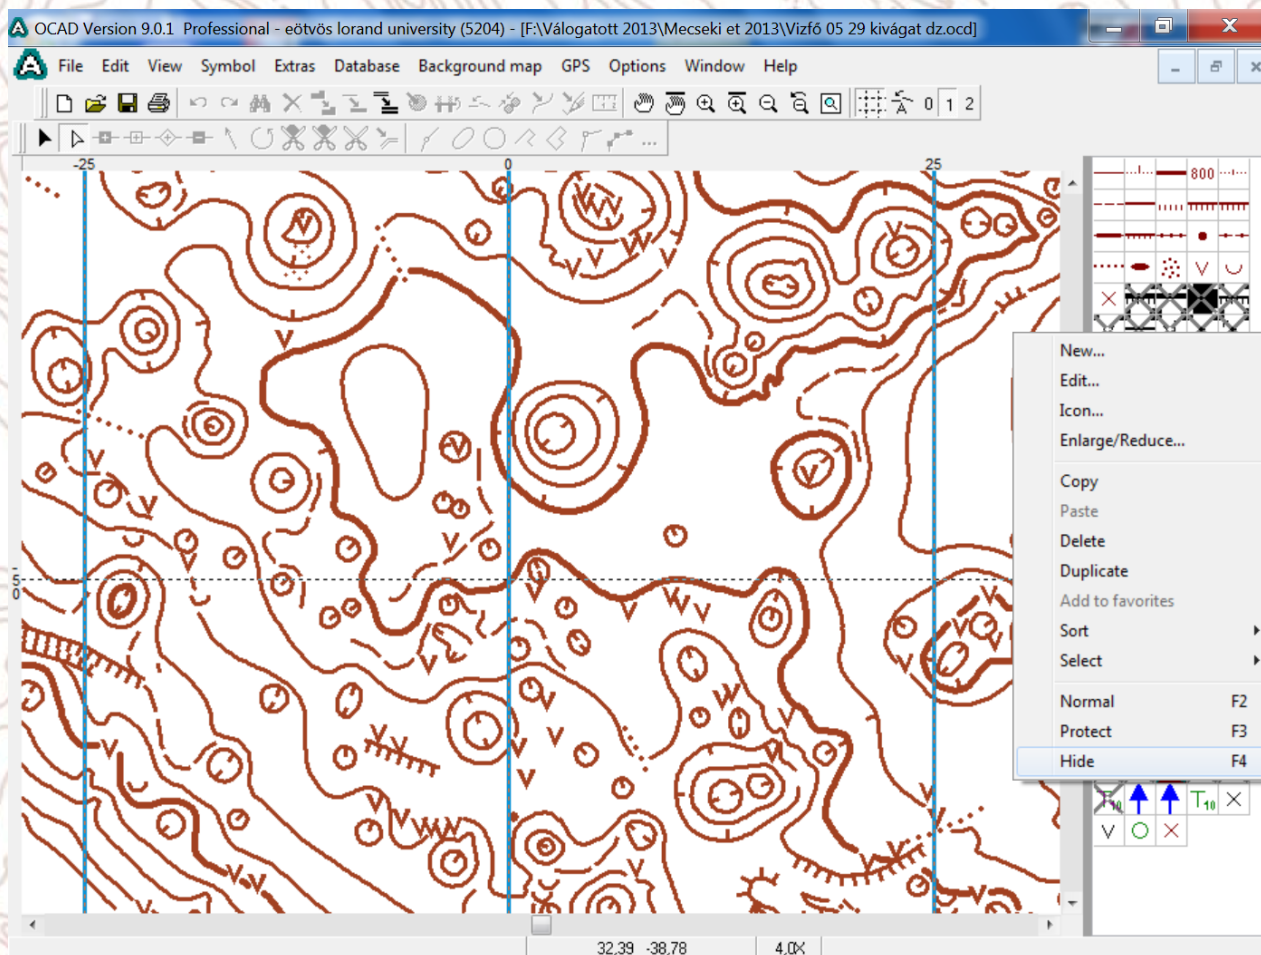 OCAD Version 9.0.1 Professional - eötvös lorand university (5204) - [F:\Válogatott 2013\Mecseki et 2013\Vizfő 05 29 kivágat dz.ocd]
File Edit View Symbol Extras Database Background map GPS Options Window Help
0 1 2
-25 0 25
800
New...
Edit...
Icon...
Enlarge/Reduce...
Copy
Paste
Delete
Duplicate
Add to favorites
Sort
Select
Normal F2
Protect F3
Hide F4
-50
T10 T10
32,39 -38,78 4,0X